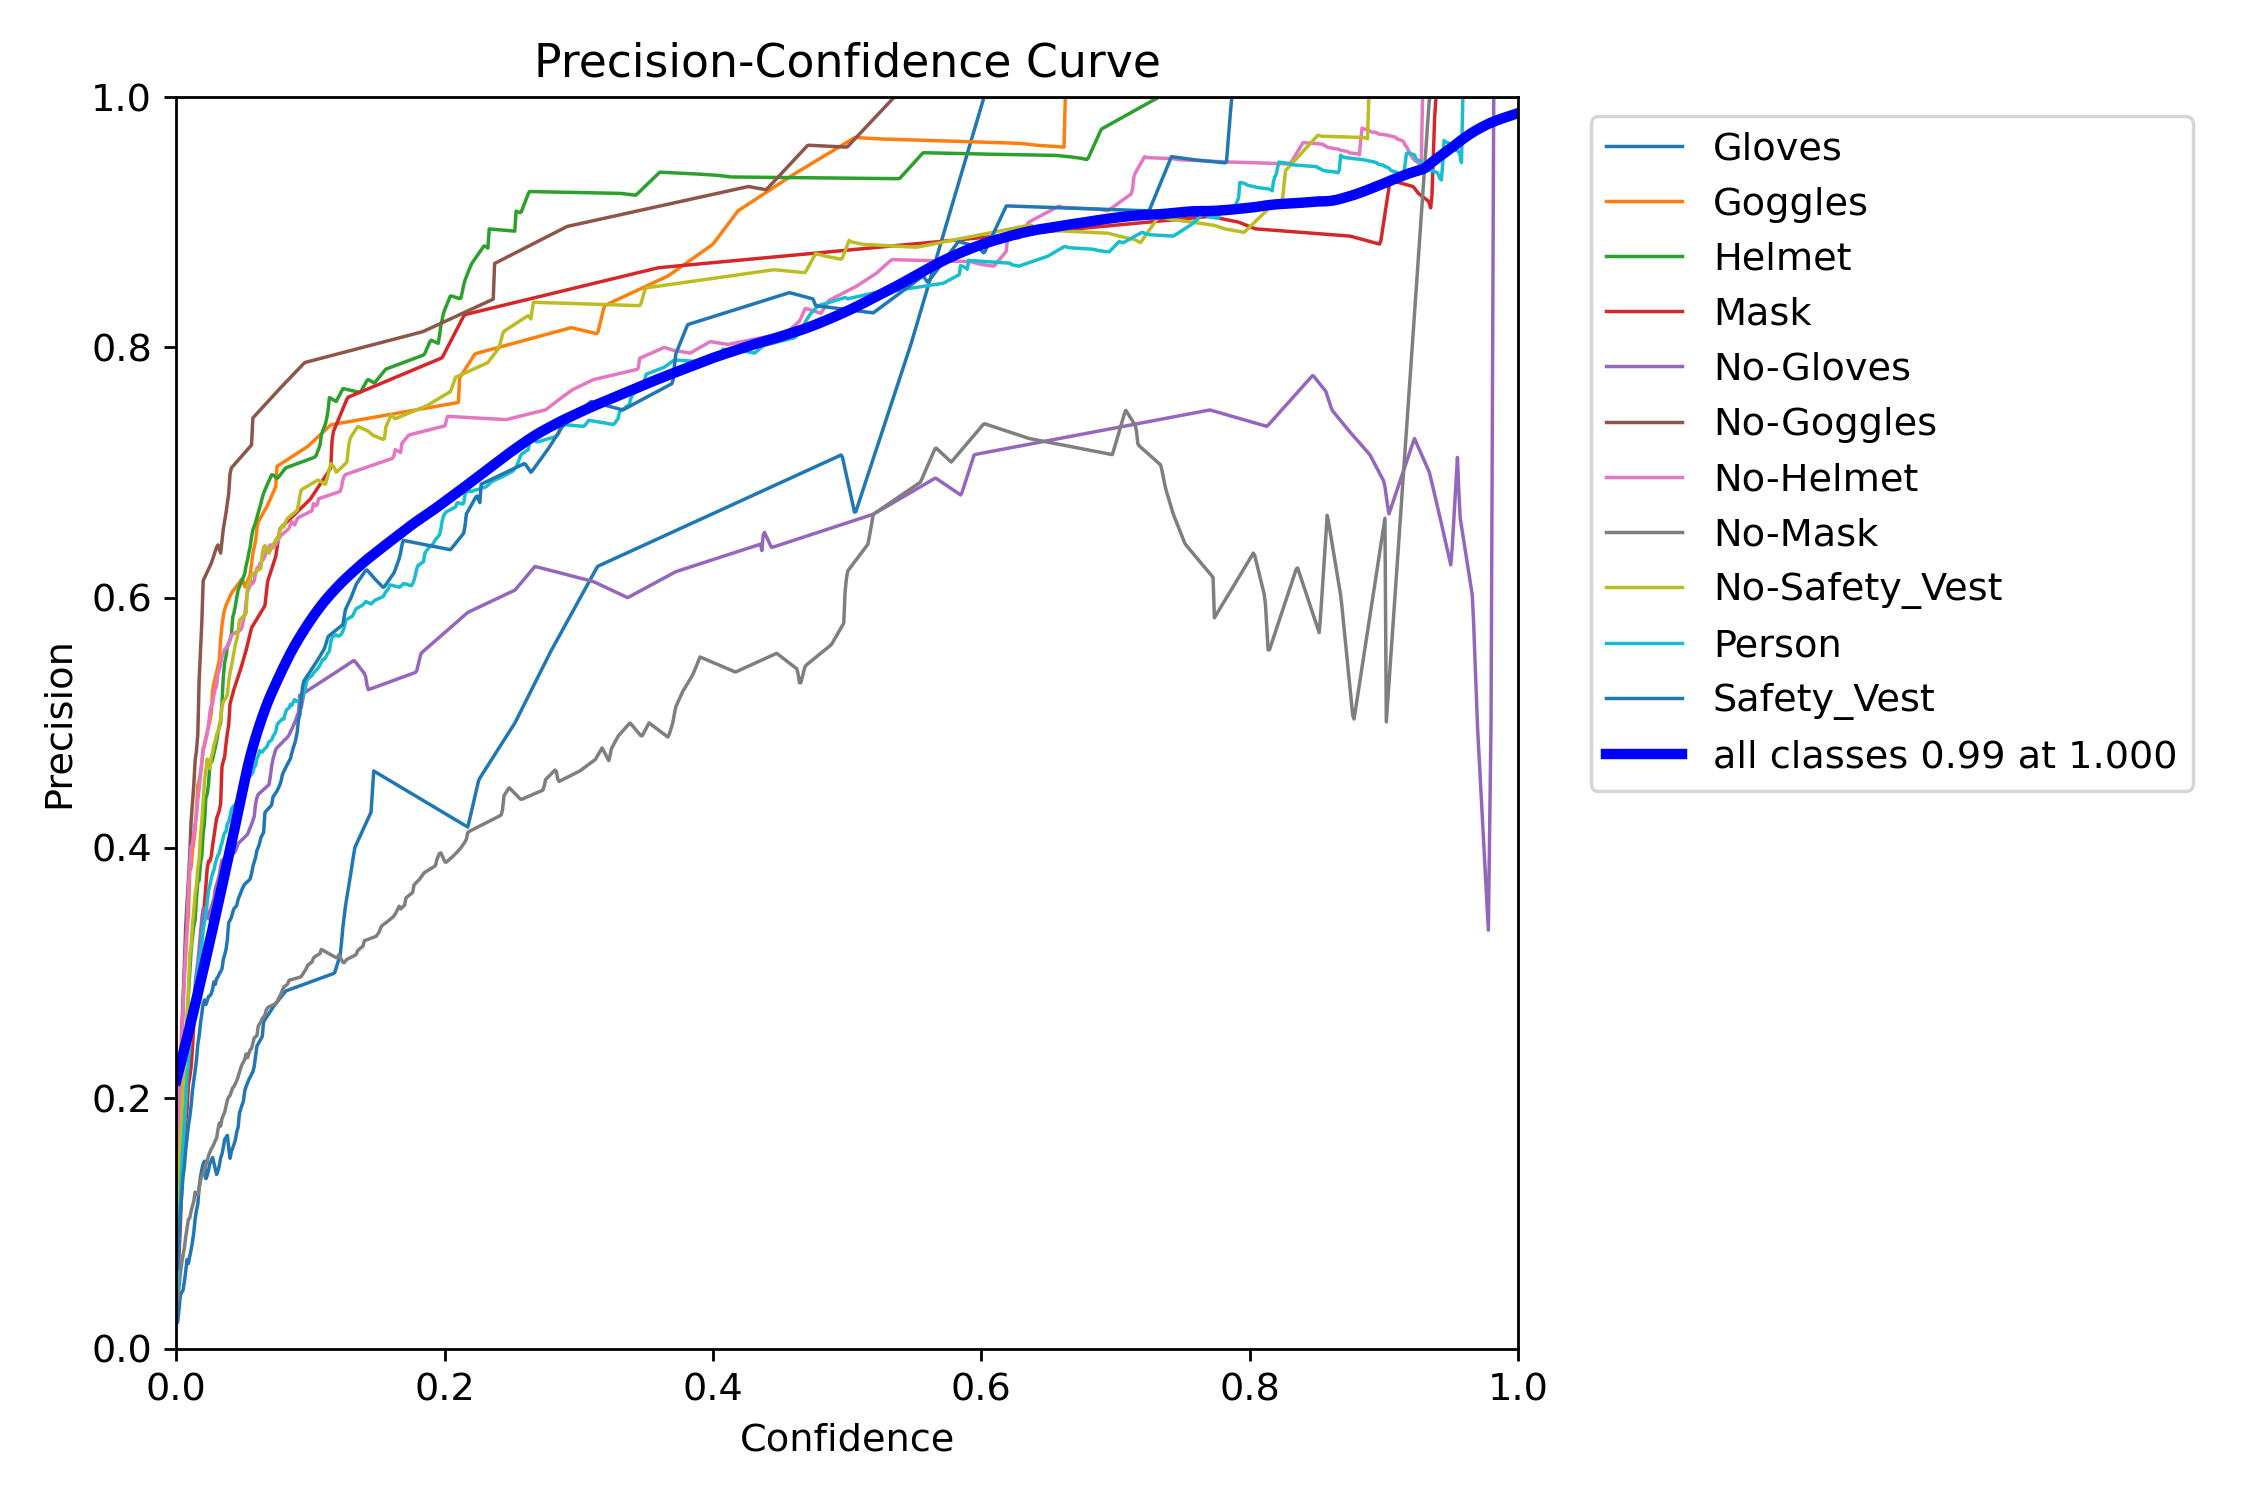 Precision-Confidence Curve
1.0
0.8
0.6
0.4
0.2
0.0
Precision
0.0 0.2 0.4 0.6 0.8 1.0
Confidence
Gloves
Goggles
Helmet
Mask
No-Gloves
No-Goggles
No-Helmet
No-Mask
No-Safety_Vest
Person
Safety_Vest
all classes 0.99 at 1.000